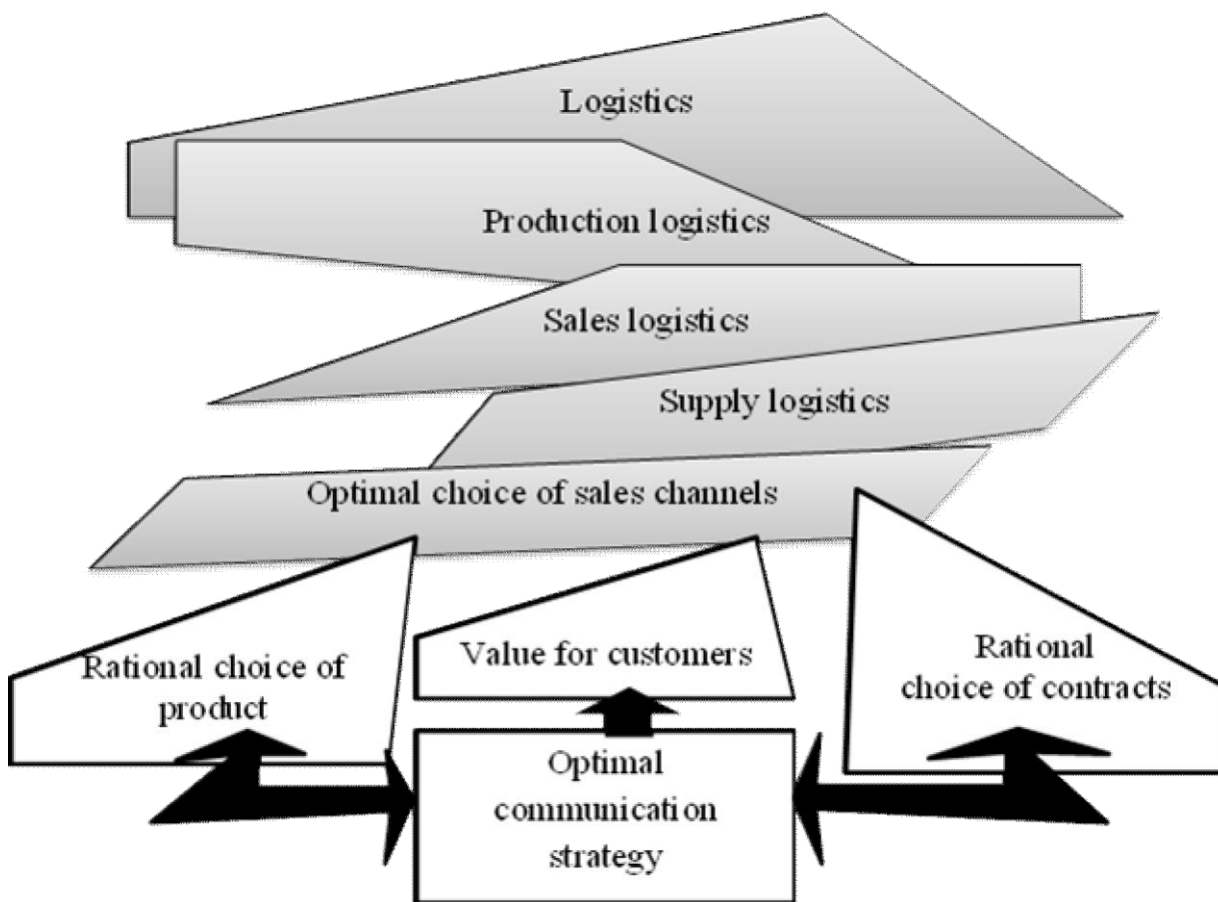 Logistics
Production logistics
Sales logistics
Supply logistics
Optimal choice of sales channels
Rational choice of
product
Value for customers
Rational
choice of contracts
Optimal
communication
strategy